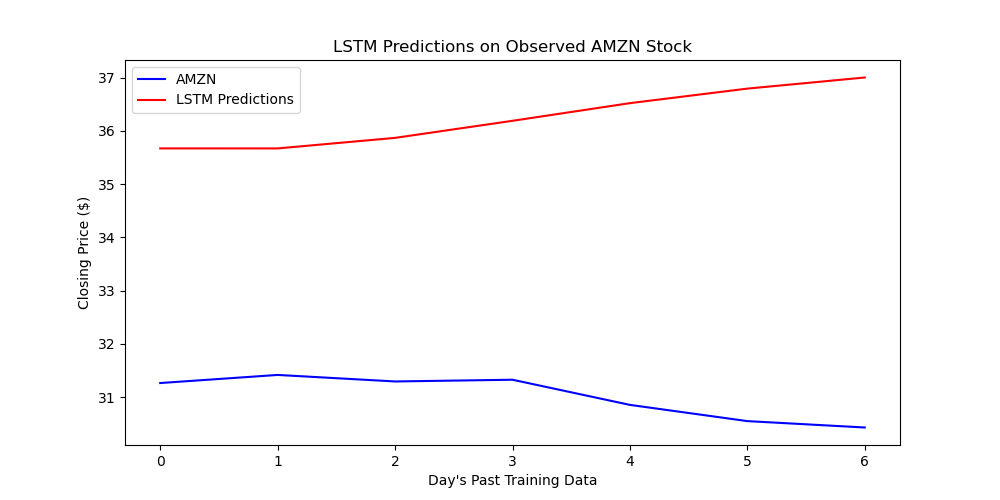 LSTM Predictions on Observed AMZN Stock
AMZN
LSTM Predictions
Closing Price ($)
37
36
35
34
33
32
31
0 1 2 3 4 5 6
Day's Past Training Data